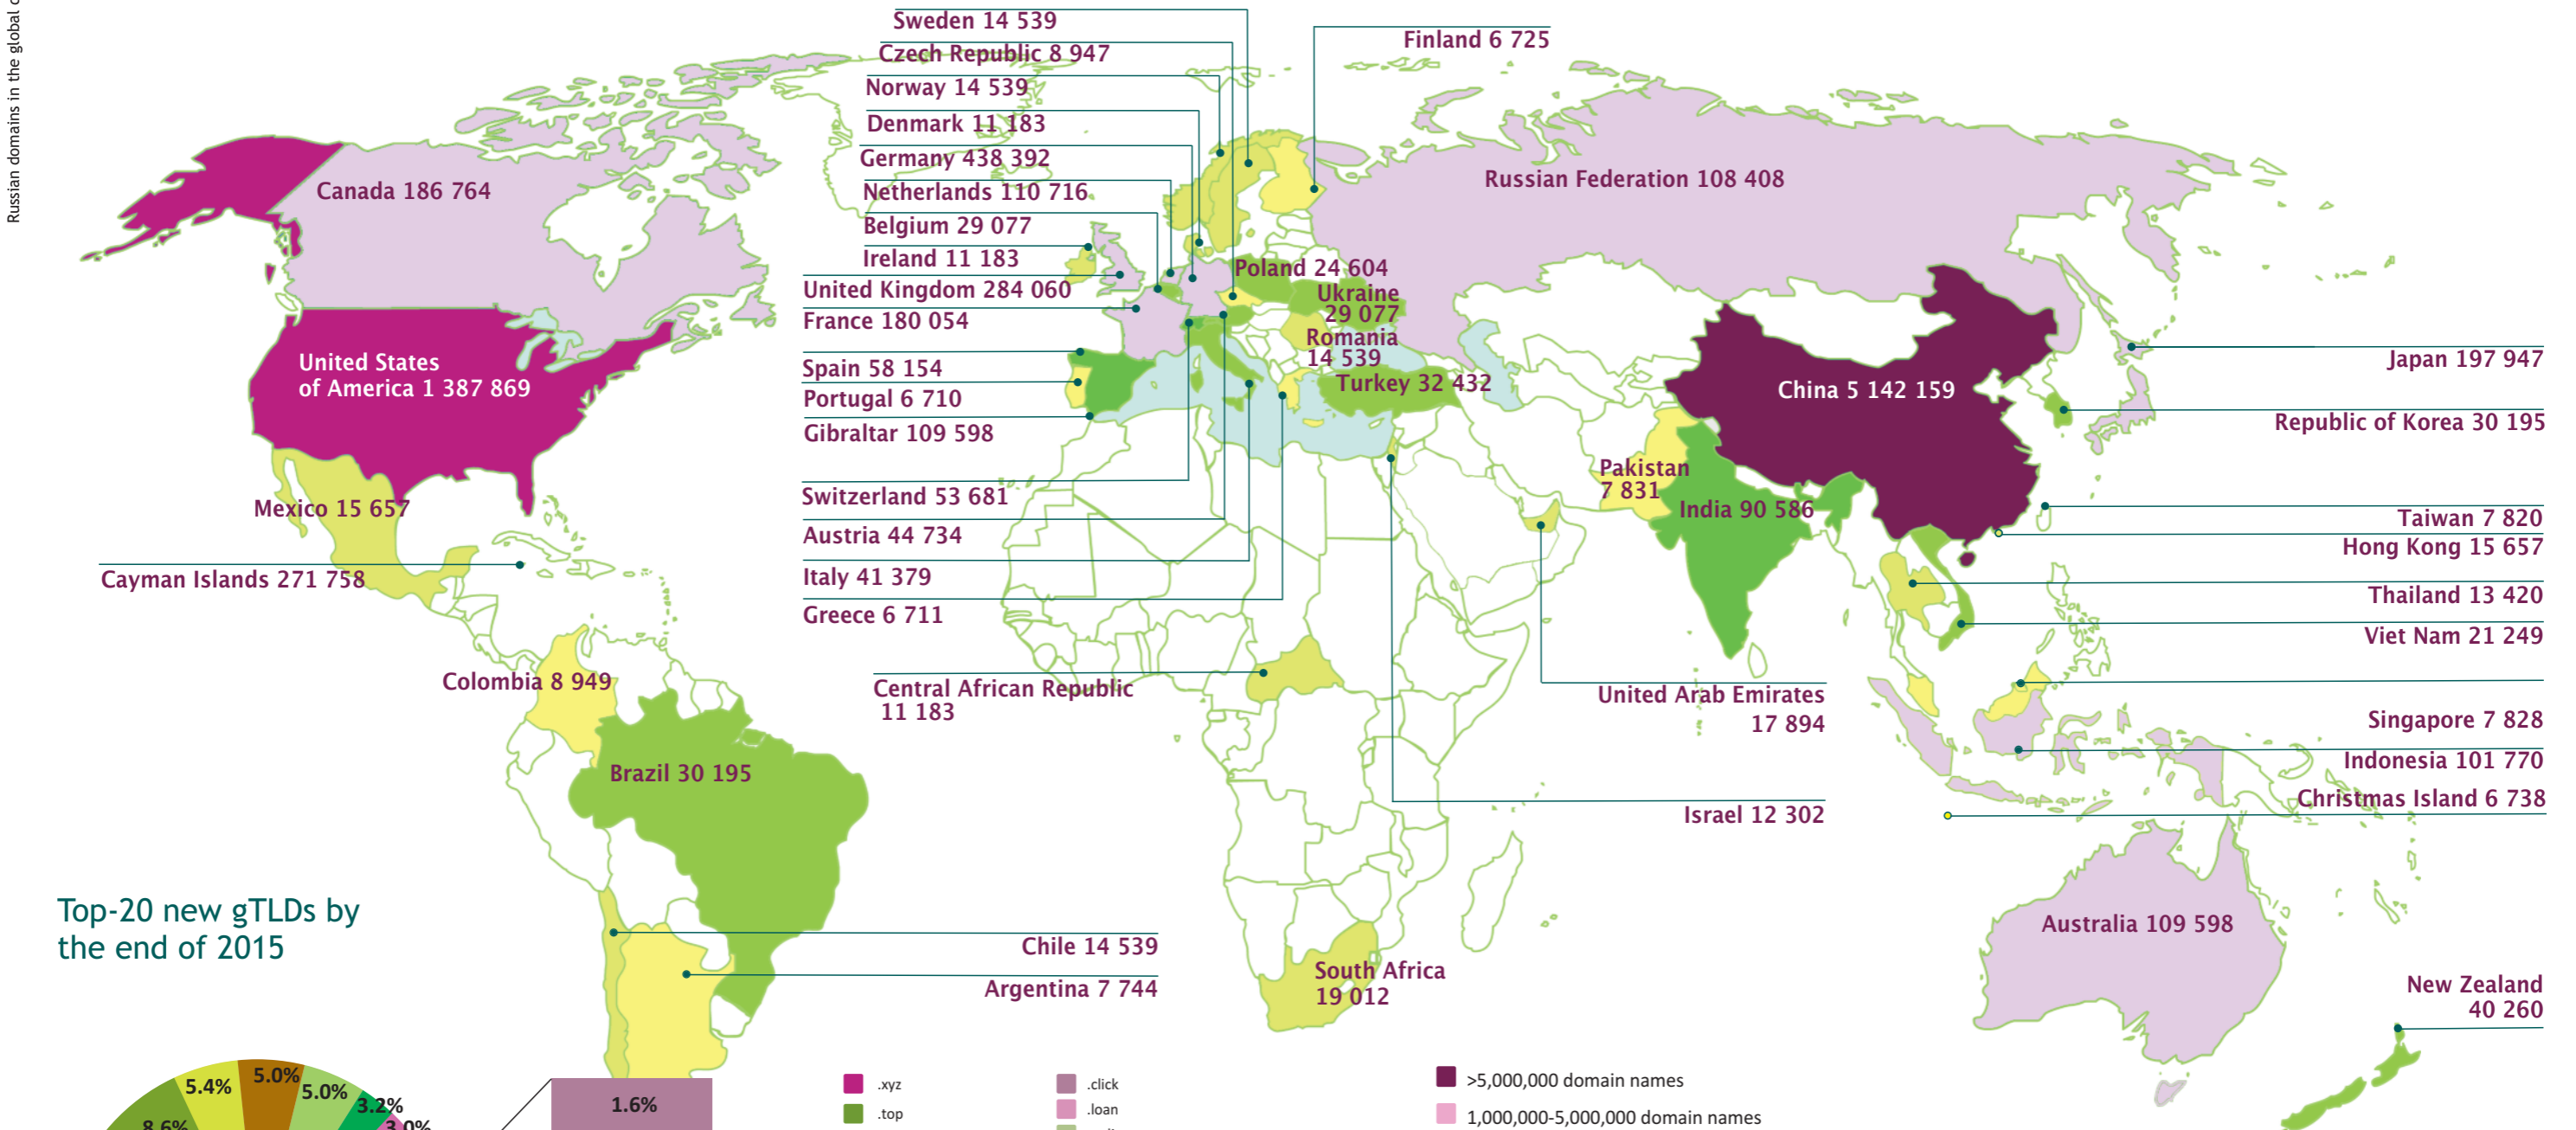 Russian domains in the global
Sweden 14 539
Czech Republic 8 947
Norway 14 539
Denmark 11 183
Germany 438 392
Netherlands 110 716
Belgium 29 077
Ireland 11 183
United Kingdom 284 060
France 180 054
Spain 58 154
Portugal 6 710
Gibraltar 109 598
Switzerland 53 681
Austria 44 734
Italy 41 379
Greece 6 711
Central African Republic
11 183
Finland 6 725
Russian Federation 108 408
Canada 186 764
United States
of America 1 387 869
Mexico 15 657
Cayman Islands 271 758
Colombia 8 949
Brazil 30 195
Chile 14 539
Argentina 7 744
Poland 24 604
Ukraine
29 077
Romania
14 539
Turkey 32 432
Pakistan
7 831
India 90 586
China 5 142 159
Japan 197 947
Republic of Korea 30 195
Taiwan 7 820
Hong Kong 15 657
Thailand 13 420
Viet Nam 21 249
Singapore 7 828
Indonesia 101 770
Christmas Island 6 738
United Arab Emirates
17 894
Israel 12 302
South Africa
19 012
Australia 109 598
New Zealand
40 260
Top-20 new gTLDs by
the end of 2015
8.6%
5.4%
5.0%
5.0%
3.2%
3.0%
1.6%
.xyz
.top
.click
.loan
>5,000,000 domain names
1,000,000-5,000,000 domain names